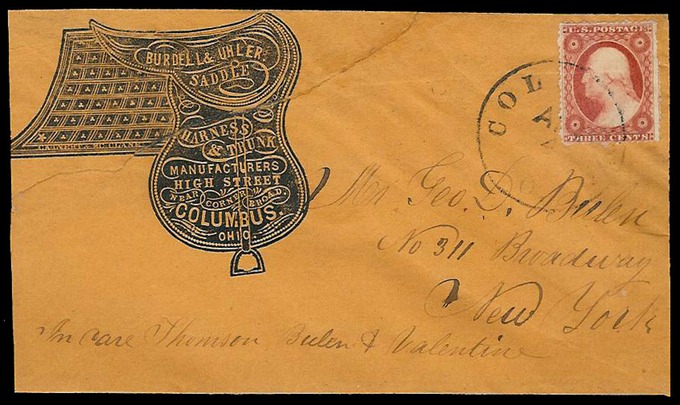 BURDELL & UHLER
SADDLE
HARNESS
& TRUNK
MANUFACTURERS
HIGH STREET
NEAR CORNER BROAD
COLUMBUS.
OHIO
U.S. POSTAGE
THREE CENTS
COL
Mr Geo. D. Bulen
No 311 Broadway
New York
In care Thomson Bulen & Valentine